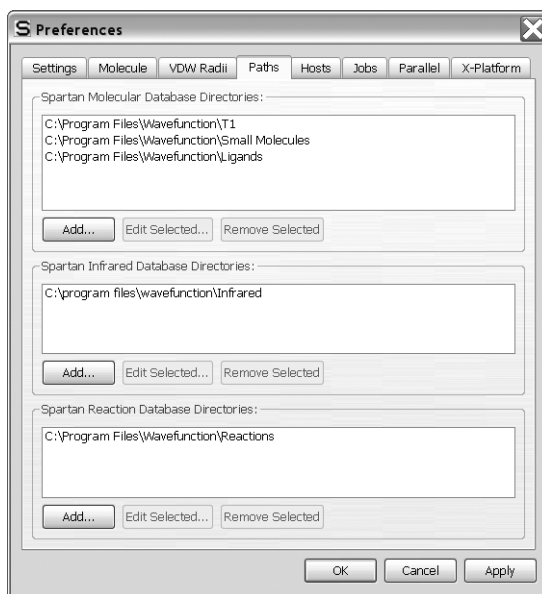 S Preferences
Settings Molecule VDW Radii Paths Hosts Jobs Parallel X-Platform
Spartan Molecular Database Directories:
C:\Program Files\Wavefunction\T1
C:\Program Files\Wavefunction\Small Molecules
C:\Program Files\Wavefunction\Ligands
Add... Edit Selected... Remove Selected
Spartan Infrared Database Directories:
C:\program files\wavefunction\Infrared
Add... Edit Selected... Remove Selected
Spartan Reaction Database Directories:
C:\Program Files\Wavefunction\Reactions
Add... Edit Selected... Remove Selected
OK Cancel Apply